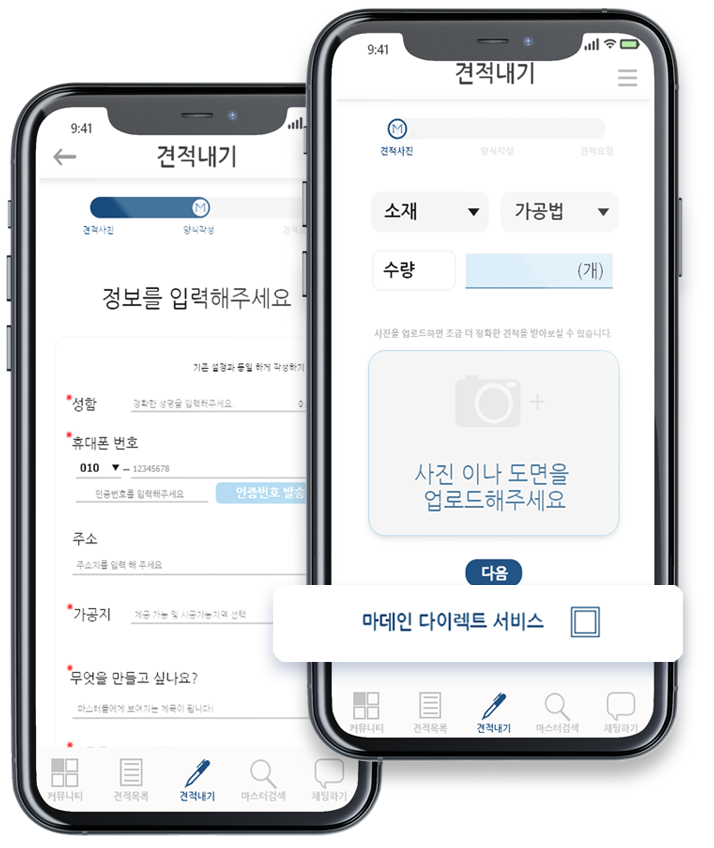 9:41
견적내기
견적사진 양식작성
정보를 입력해주세요
기존 설정과 동일 하게 작성하기
*성함 정확한 성명을 입력해주세요 0
*휴대폰 번호
010 ▼ – 12345678
인증번호를 입력해주세요 인증번호 발송
주소
주소지를 입력 해 주세요
*가공지 가공 가능 및 시공가능지역 선택
*무엇을 만들고 싶나요?
마스터들에게 보여지는 제목이 됩니다!
커뮤니티 견적목록 견적내기 마스터검색 채팅하기
9:41
견적내기
M
견적사진 양식작성 견적요청
소재 ▼ 가공법 ▼
수량 (개)
사진을 업로드하면 조금 더 정확한 견적을 받아보실 수 있습니다.
사진 이나 도면을
업로드해주세요
다음
마데인 다이렉트 서비스
커뮤니티 견적목록 견적내기 마스터검색 채팅하기